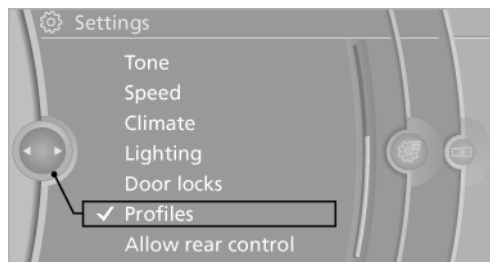 Settings
Tone
Speed
Climate
Lighting
Door locks
Profiles
Allow rear control